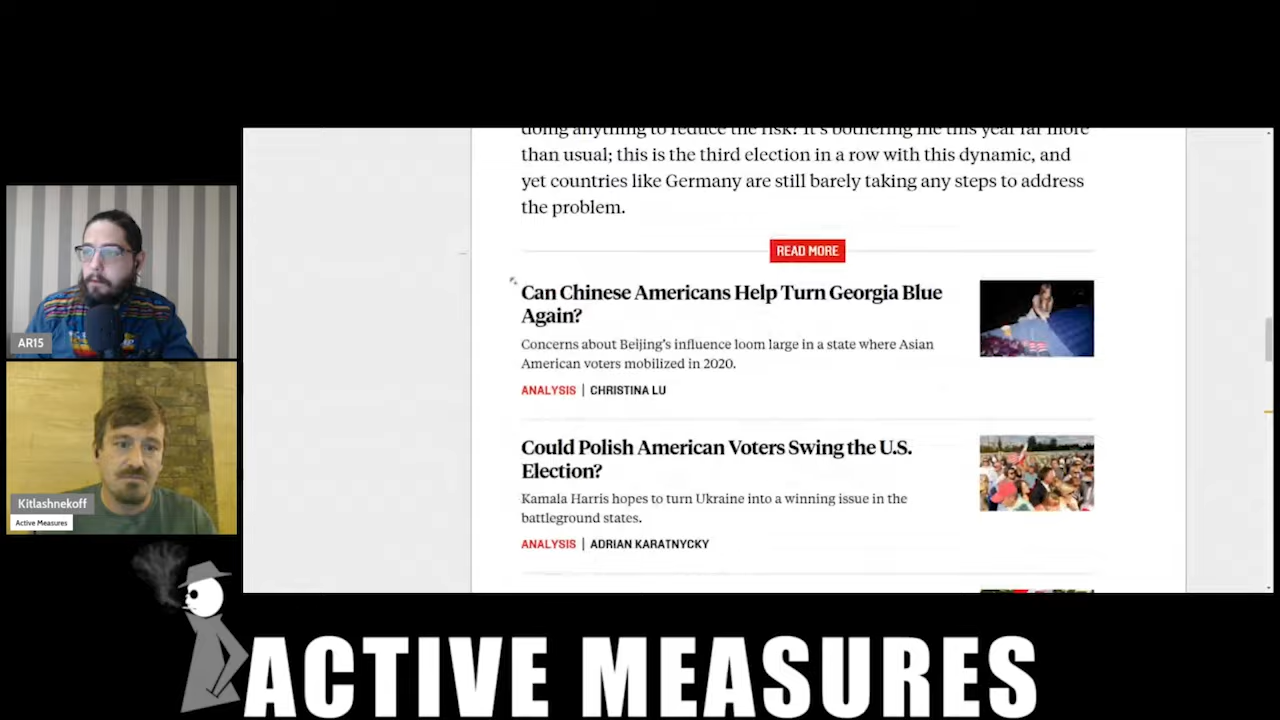 doing anything to reduce the risk? It's bothering me this year far more
than usual; this is the third election in a row with this dynamic, and
yet countries like Germany are still barely taking any steps to address
the problem.
READ MORE
Can Chinese Americans Help Turn Georgia Blue
Again?
Concerns about Beijing's influence loom large in a state where Asian
American voters mobilized in 2020.
ANALYSIS | CHRISTINA LU
Could Polish American Voters Swing the U.S.
Election?
Kamala Harris hopes to turn Ukraine into a winning issue in the
battleground states.
ANALYSIS | ADRIAN KARATNYCKY
AR15
Kitlashnekoff
Active Measures
ACTIVE MEASURES